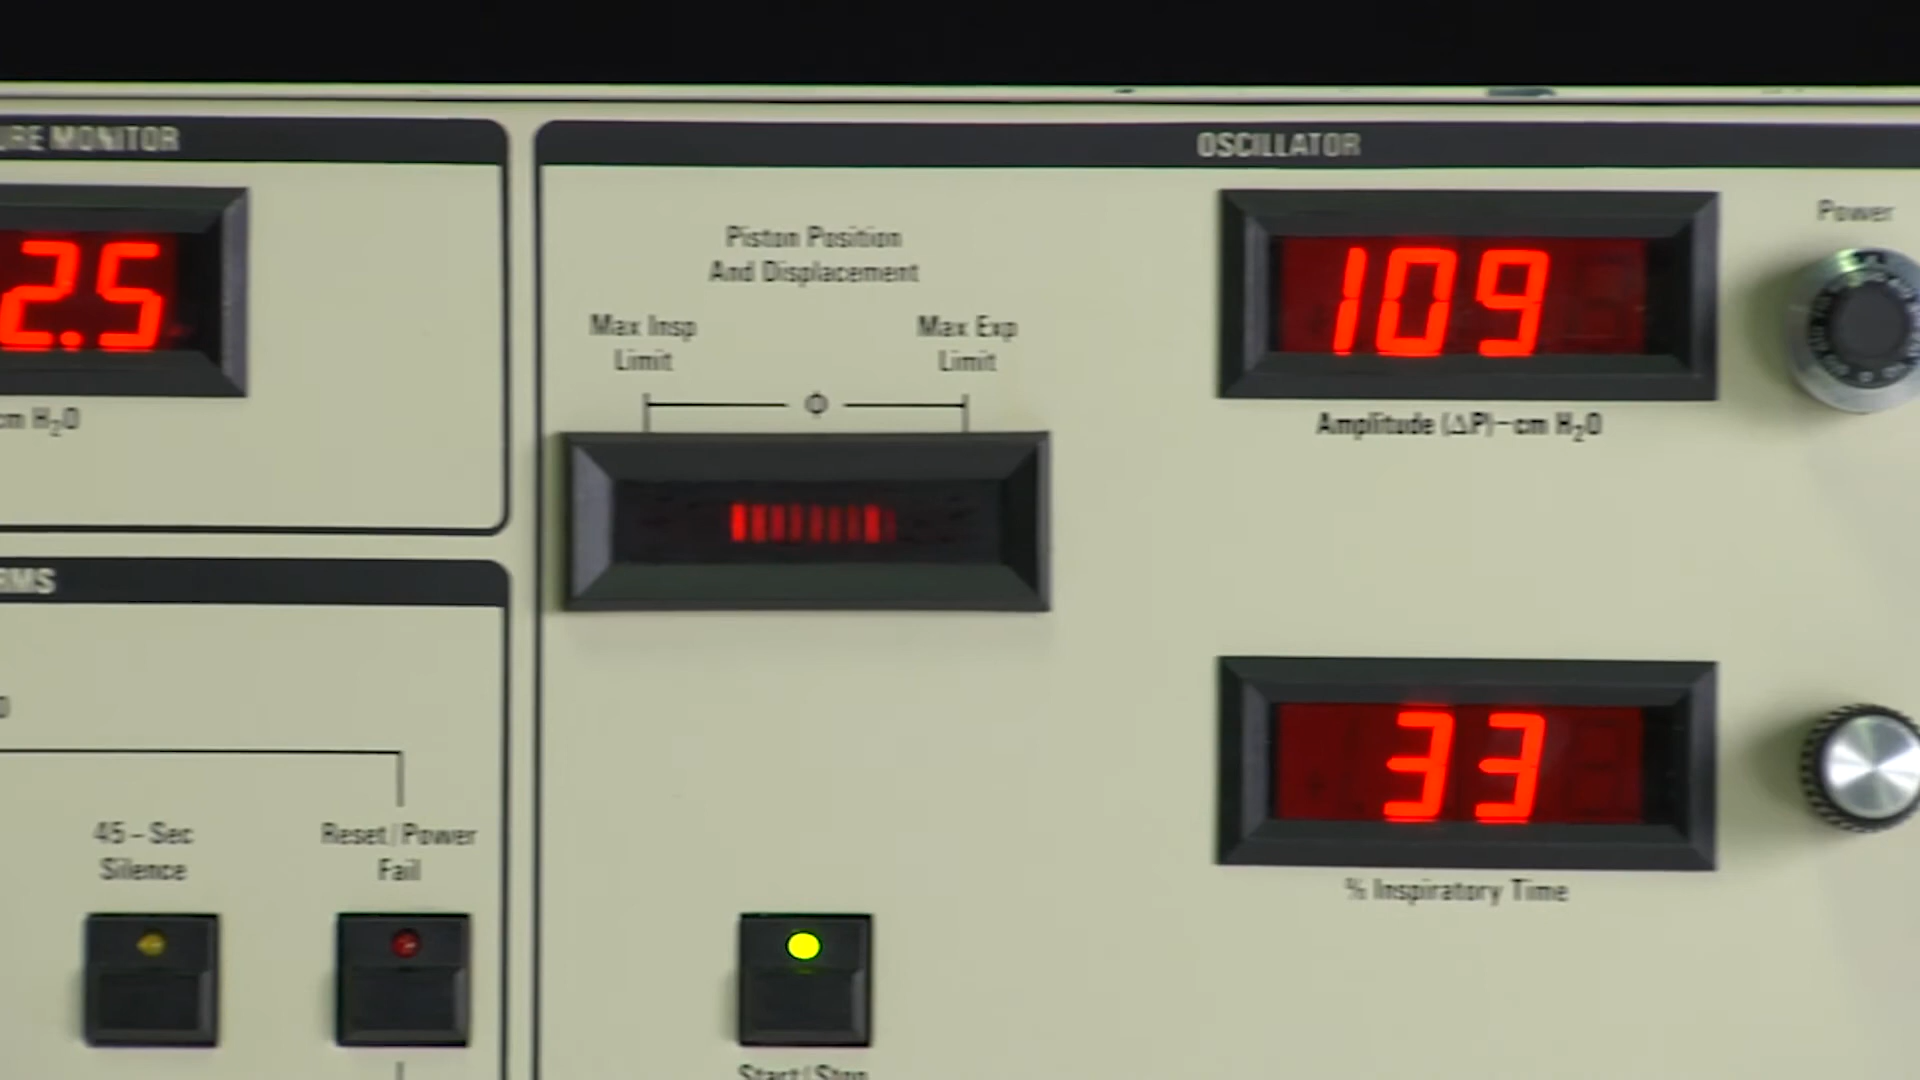 URE MONITOR
2.5
cm H₂O
RMS
45-Sec
Silence
Reset/Power
Fail
OSCILLATOR
Piston Position
And Displacement
Max Insp
Limit
Max Exp
Limit
Φ
109
Power
Amplitude (ΔP)-cm H₂O
33
% Inspiratory Time
Start/Stop